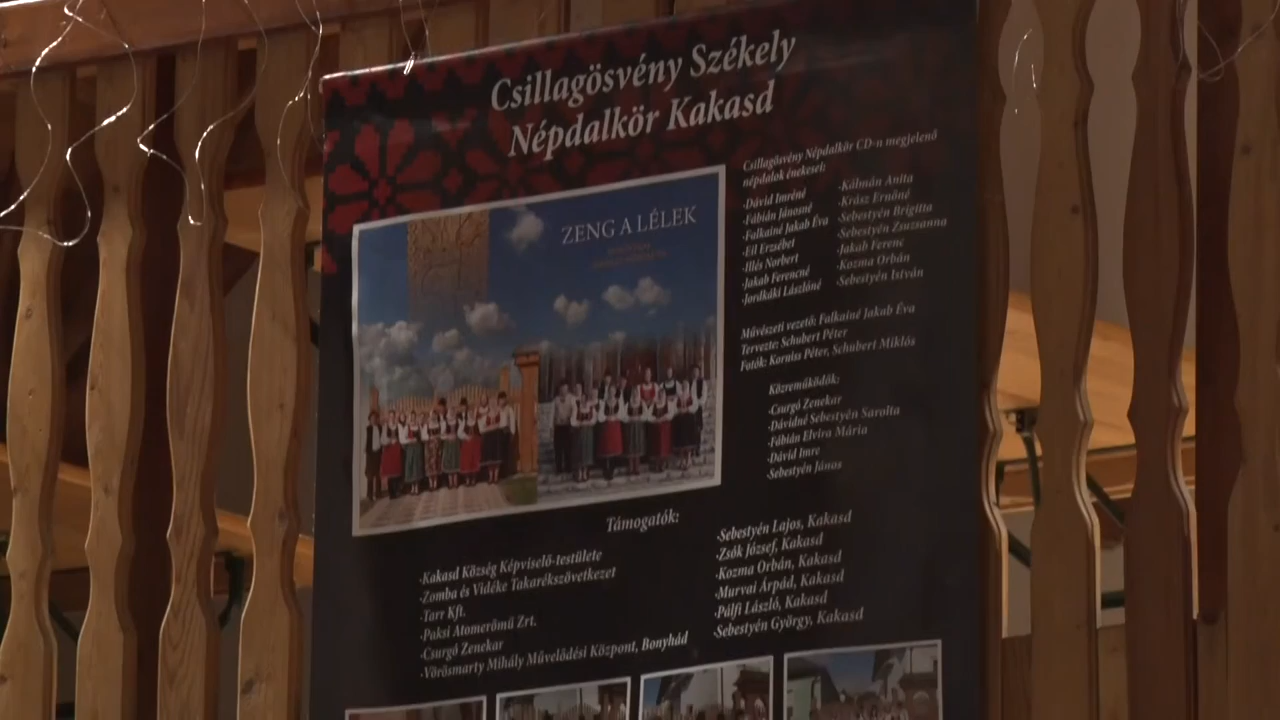 Csillagösvény Székely
Népdalkör Kakasd
ZENG A LÉLEK
Csillagösvény Népdalkör CD-n megjelenő
népdalok énekesei:
·Dávid Imréné
·Fábián Jánosné
·Falkainé Jakab Éva
·Eil Erzsébet
·Illés Norbert
·Jakab Ferencné
·Jordkáki Lászlóné
·Kálmán Anita
·Krász Ernőné
·Sebestyén Brigitta
·Sebestyén Zsuzsanna
·Jakab Ferenc
·Kozma Orbán
·Sebestyén István
Művészeti vezető: Falkainé Jakab Éva
Tervezte: Schubert Péter
Fotók: Korniss Péter, Schubert Miklós
Közreműködők:
·Csurgó Zenekar
·Dávidné Sebestyén Sarolta
·Fábián Elvira Mária
·Dávid Imre
·Sebestyén János
Támogatók:
·Kakasd Község Képviselő-testülete
·Zomba és Vidéke Takarékszövetkezet
·Tarr Kft.
·Paksi Atomerőmű Zrt.
·Csurgó Zenekar
·Vörösmarty Mihály Művelődési Központ, Bonyhád
·Sebestyén Lajos, Kakasd
·Zsók József, Kakasd
·Kozma Orbán, Kakasd
·Murvai Árpád, Kakasd
·Pálfi László, Kakasd
·Sebestyén György, Kakasd